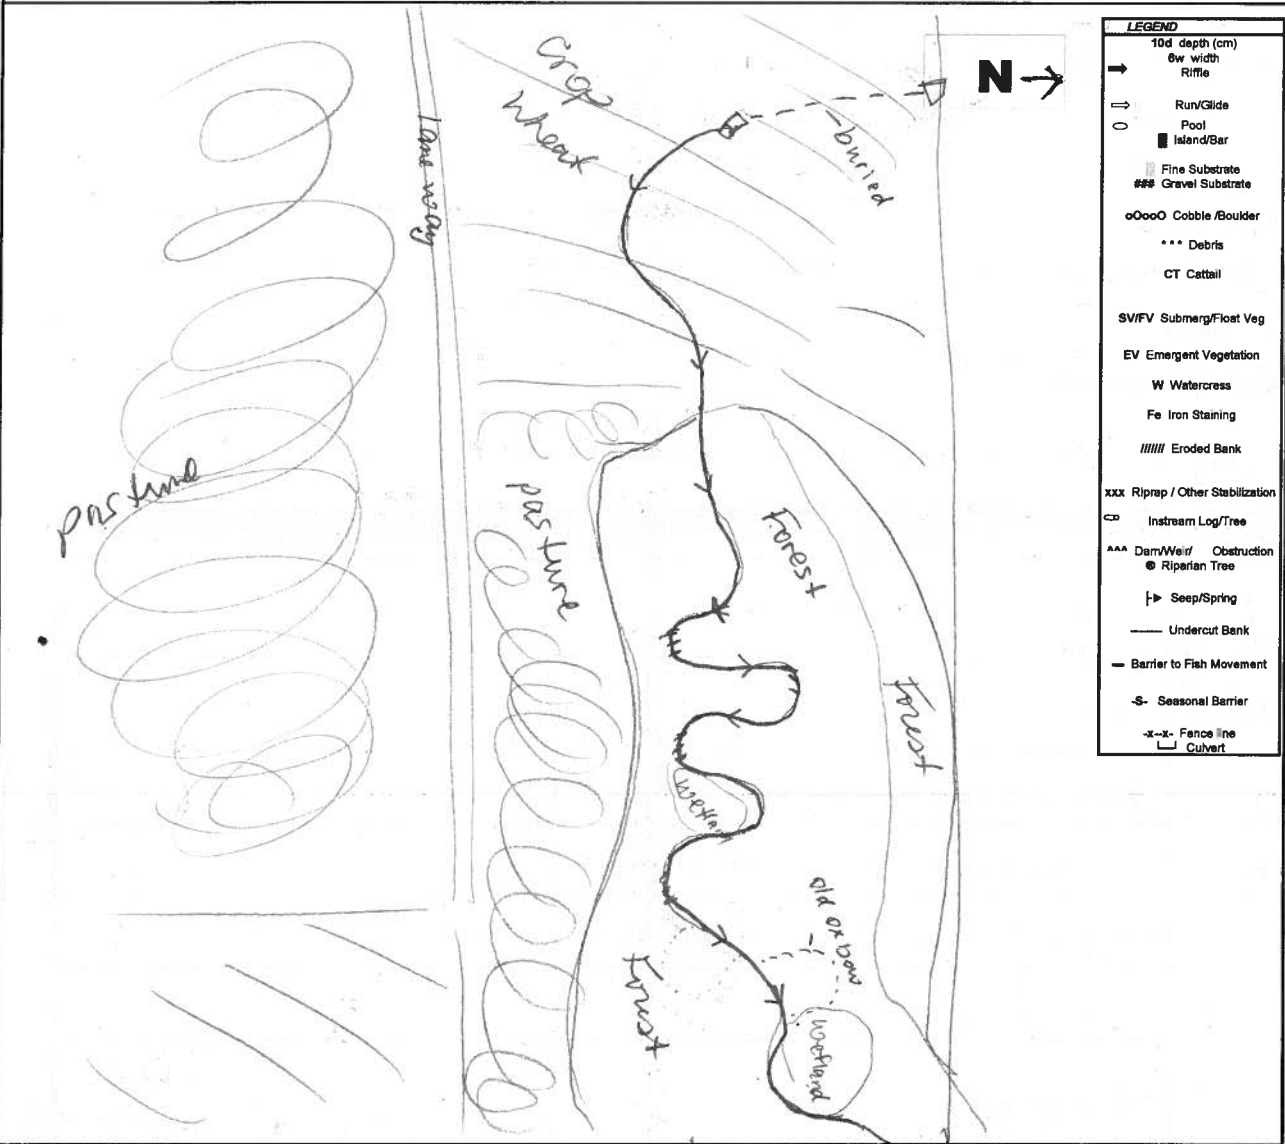 Crop
wheat
buried
N
Lane way
pasture
pasture
Forest
Forest
wetland
old oxbow
Forest
wetland
LEGEND
10d depth (cm)
6w width
Riffle
Run/Glide
Pool
Island/Bar
Fine Substrate
### Gravel Substrate
oOooO Cobble /Boulder
*** Debris
CT Cattail
SV/FV Submerg/Float Veg
EV Emergent Vegetation
W Watercress
Fe Iron Staining
/////// Eroded Bank
xxx Riprap / Other Stabilization
Instream Log/Tree
^^^ Dam/Weir/ Obstruction
Riparian Tree
Seep/Spring
Undercut Bank
Barrier to Fish Movement
-S- Seasonal Barrier
-x--x- Fence line
Culvert